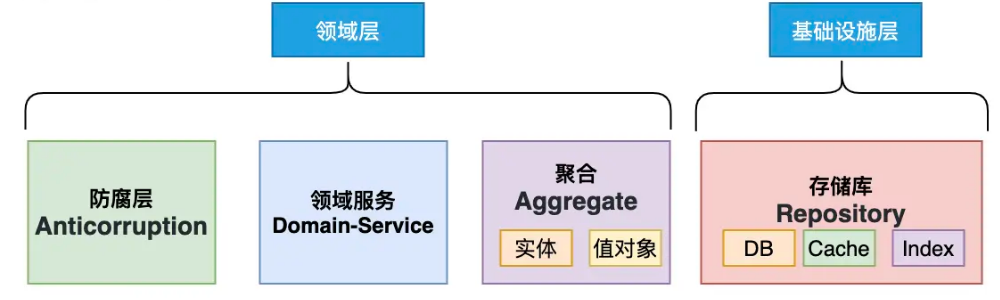 领域层
基础设施层
防腐层
Anticorruption
领域服务
Domain-Service
聚合
Aggregate
实体
值对象
存储库
Repository
DB
Cache
Index